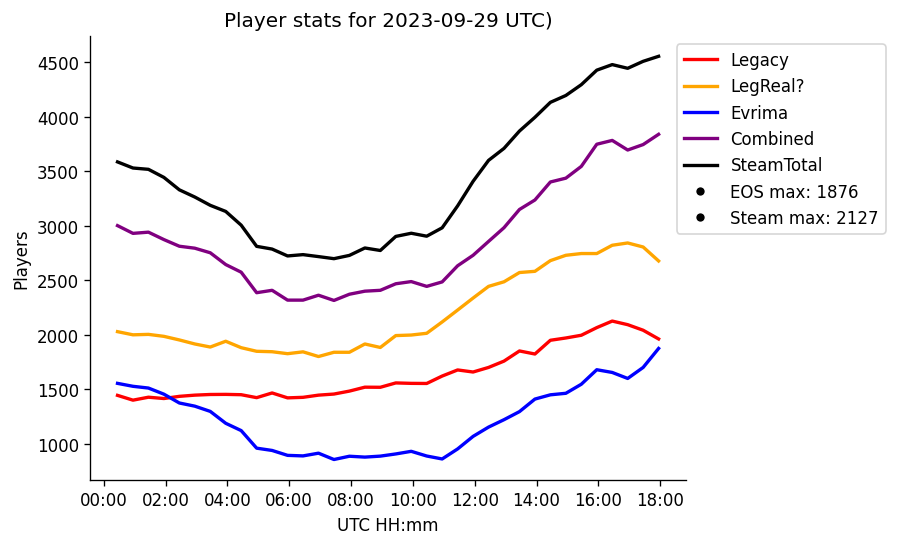 Player stats for 2023-09-29 UTC)
4500
4000
3500
3000
2500
2000
1500
1000
Players
00:00 02:00 04:00 06:00 08:00 10:00 12:00 14:00 16:00 18:00
UTC HH:mm
Legacy
LegReal?
Evrima
Combined
SteamTotal
EOS max: 1876
Steam max: 2127